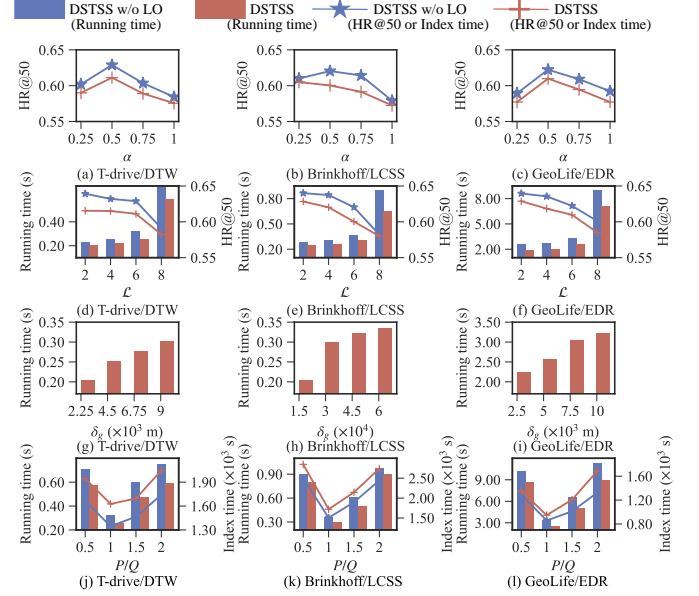 DSTSS w/o LO (Running time)
DSTSS (Running time)
DSTSS w/o LO (HR@50 or Index time)
DSTSS (HR@50 or Index time)
HR@50
0.65
0.60
0.55
0.25 0.5 0.75 1
α
(a) T-drive/DTW
HR@50
0.65
0.60
0.55
0.25 0.5 0.75 1
α
(b) Brinkhoff/LCSS
HR@50
0.65
0.60
0.55
0.25 0.5 0.75 1
α
(c) GeoLife/EDR
Running time (s)
0.40
0.20
0.65
0.60
0.55
HR@50
2 4 6 8
ℒ
(d) T-drive/DTW
Running time (s)
0.80
0.50
0.20
0.65
0.60
0.55
HR@50
2 4 6 8
ℒ
(e) Brinkhoff/LCSS
Running time (s)
8.00
5.00
2.00
0.65
0.60
0.55
HR@50
2 4 6 8
ℒ
(f) GeoLife/EDR
Running time (s)
0.35
0.30
0.25
0.20
2.25 4.5 6.75 9
δg (×10³ m)
(g) T-drive/DTW
Running time (s)
0.35
0.30
0.25
0.20
1.5 3 4.5 6
δg (×10⁴)
(h) Brinkhoff/LCSS
Running time (s)
3.50
3.00
2.50
2.00
2.5 5 7.5 10
δg (×10³ m)
(i) GeoLife/EDR
Running time (s)
0.80
0.60
0.40
0.20
1.90
1.60
1.30
Index time (×10³ s)
0.5 1 1.5 2
P/Q
(j) T-drive/DTW
Running time (s)
0.90
0.60
0.30
2.50
2.00
1.50
Index time (×10³ s)
0.5 1 1.5 2
P/Q
(k) Brinkhoff/LCSS
Running time (s)
9.00
6.00
3.00
1.60
1.20
0.80
Index time (×10³ s)
0.5 1 1.5 2
P/Q
(l) GeoLife/EDR